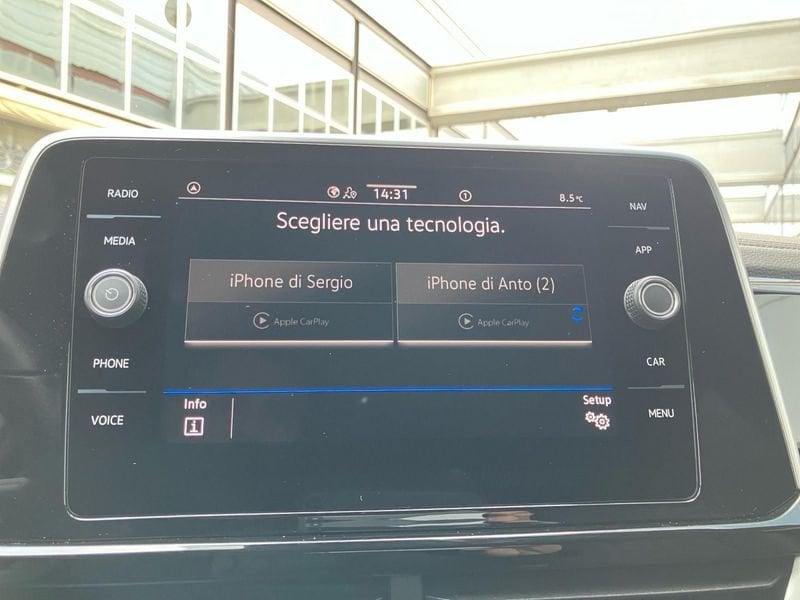 RADIO
MEDIA
PHONE
VOICE
14:31
1
8.5°C
Scegliere una tecnologia.
iPhone di Sergio
Apple CarPlay
iPhone di Anto (2)
Apple CarPlay
Info
i
Setup
NAV
APP
CAR
MENU